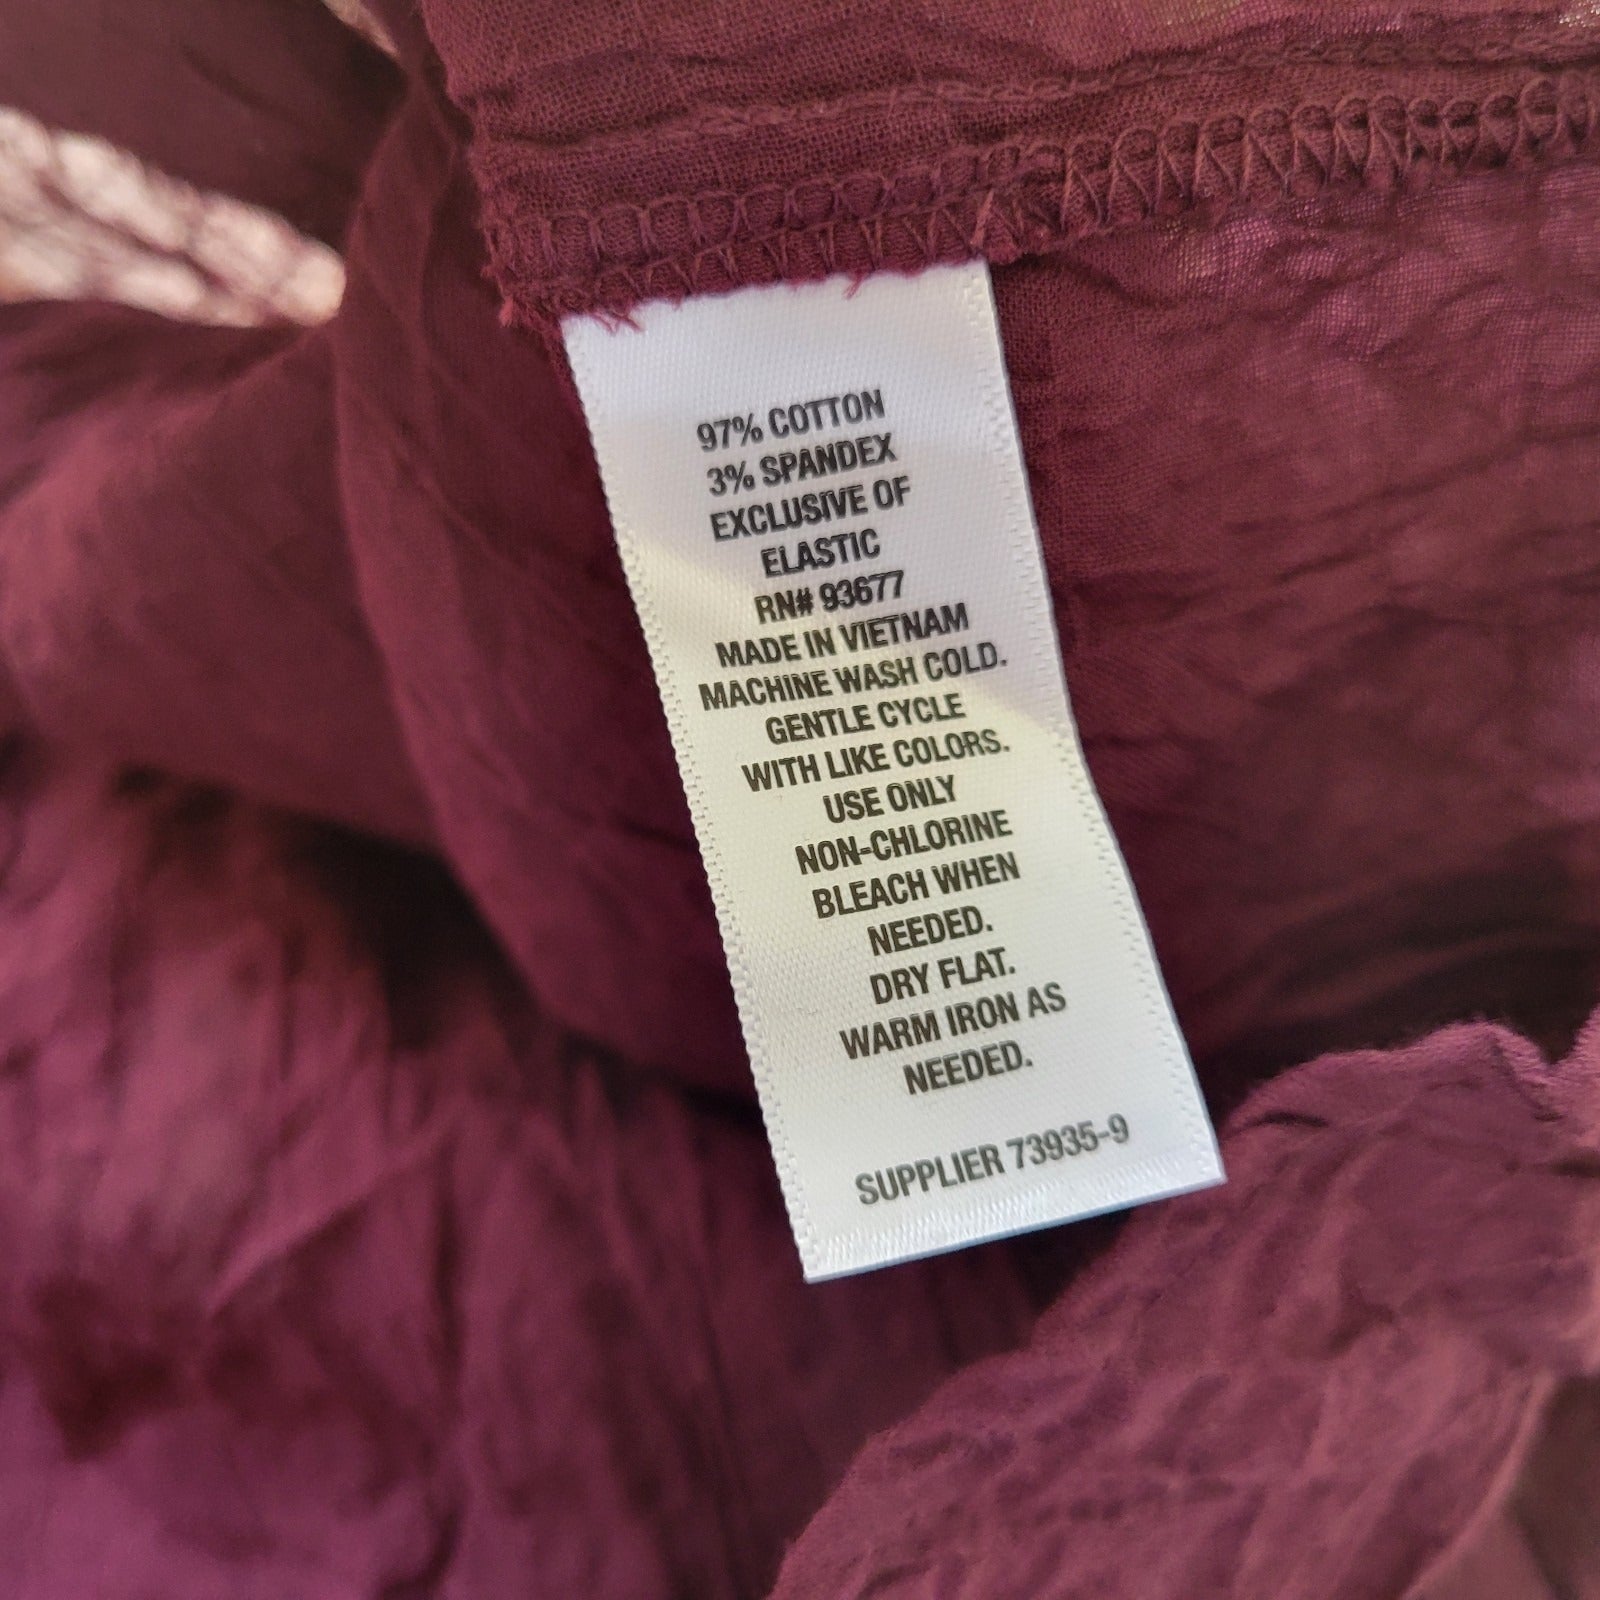 97% COTTON
3% SPANDEX
EXCLUSIVE OF
ELASTIC
RN# 93677
MADE IN VIETNAM
MACHINE WASH COLD.
GENTLE CYCLE
WITH LIKE COLORS.
USE ONLY
NON-CHLORINE
BLEACH WHEN
NEEDED.
DRY FLAT.
WARM IRON AS
NEEDED.
SUPPLIER 73935-9